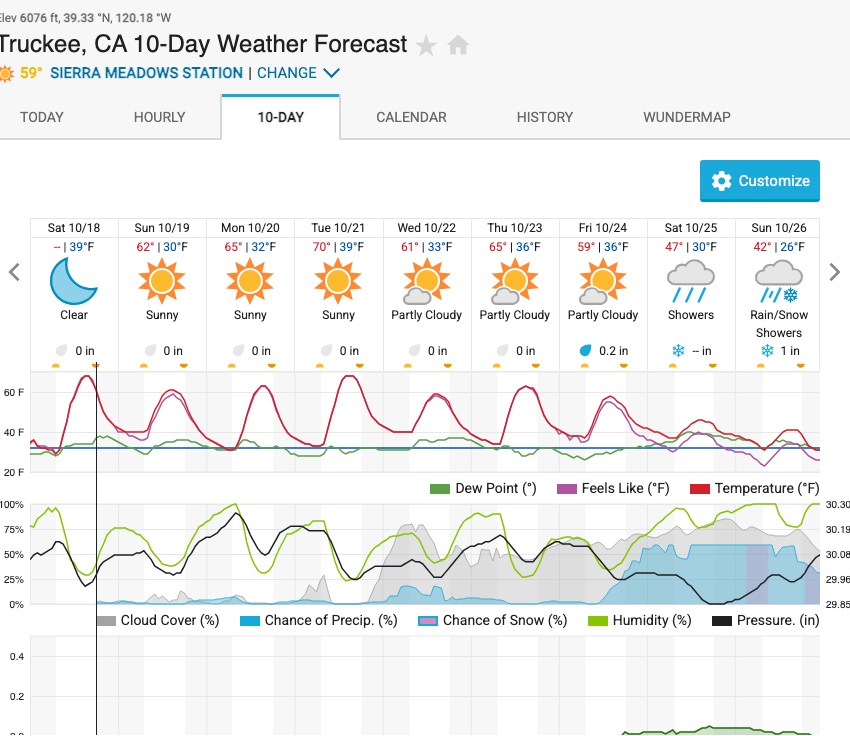 Elev 6076 ft, 39.33 °N, 120.18 °W
Truckee, CA 10-Day Weather Forecast
59° SIERRA MEADOWS STATION | CHANGE
TODAY HOURLY 10-DAY CALENDAR HISTORY WUNDERMAP
Customize
Sat 10/18 Sun 10/19 Mon 10/20 Tue 10/21 Wed 10/22 Thu 10/23 Fri 10/24 Sat 10/25 Sun 10/26
-- | 39°F 62° | 30°F 65° | 32°F 70° | 39°F 61° | 33°F 65° | 36°F 59° | 36°F 47° | 30°F 42° | 26°F
Clear Sunny Sunny Sunny Partly Cloudy Partly Cloudy Partly Cloudy Showers Rain/Snow
Showers
0 in 0 in 0 in 0 in 0 in 0 in 0.2 in -- in 1 in
60 F
40 F
20 F
Dew Point (°) Feels Like (°F) Temperature (°F)
100% 30.30
75% 30.19
50% 30.08
25% 29.96
0% 29.85
Cloud Cover (%) Chance of Precip. (%) Chance of Snow (%) Humidity (%) Pressure. (in)
0.4
0.2
0.0